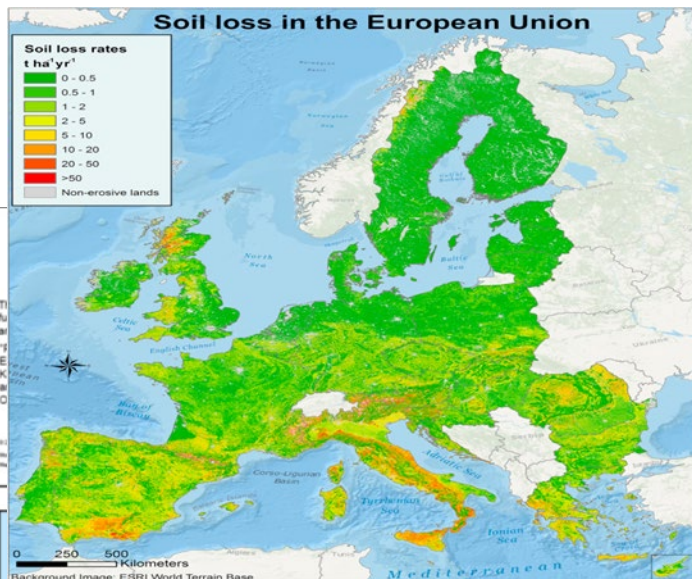 Soil loss in the European Union
Soil loss rates
t ha⁻¹yr⁻¹
0 - 0.5
0.5 - 1
1 - 2
2 - 5
5 - 10
10 - 20
20 - 50
>50
Non-erosive lands
North
Sea
Baltic
Sea
Celtic
Sea
English Channel
Bay of
Biscay
Corso-Ligurian
Basin
Adriatic Sea
Tyrrhenian
Sea
Ionian
Sea
Mediterranean
0 250 500
Kilometers
Background Image: ESRI World Terrain Base